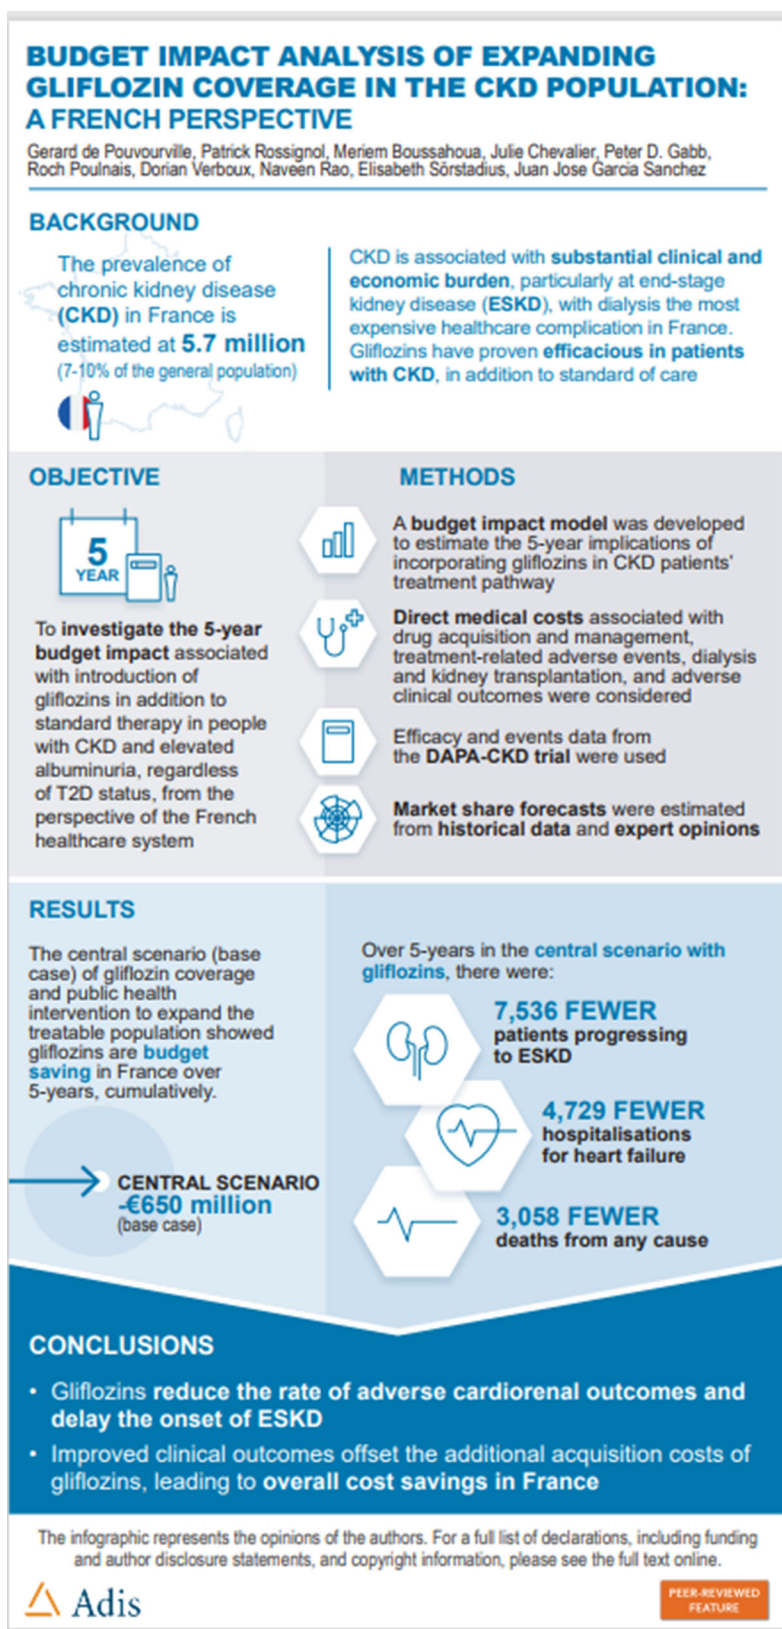 BUDGET IMPACT ANALYSIS OF EXPANDING
GLIFLOZIN COVERAGE IN THE CKD POPULATION:
A FRENCH PERSPECTIVE
Gerard de Pouvourville, Patrick Rossignol, Meriem Boussahoua, Julie Chevalier, Peter D. Gabb,
Roch Poulnais, Dorian Verboux, Naveen Rao, Elisabeth Sörstadius, Juan Jose Garcia Sanchez
BACKGROUND
The prevalence of
chronic kidney disease
(CKD) in France is
estimated at 5.7 million
(7-10% of the general population)
CKD is associated with substantial clinical and
economic burden, particularly at end-stage
kidney disease (ESKD), with dialysis the most
expensive healthcare complication in France.
Gliflozins have proven efficacious in patients
with CKD, in addition to standard of care
OBJECTIVE
5
YEAR
To investigate the 5-year
budget impact associated
with introduction of
gliflozins in addition to
standard therapy in people
with CKD and elevated
albuminuria, regardless
of T2D status, from the
perspective of the French
healthcare system
METHODS
A budget impact model was developed
to estimate the 5-year implications of
incorporating gliflozins in CKD patients'
treatment pathway
Direct medical costs associated with
drug acquisition and management,
treatment-related adverse events, dialysis
and kidney transplantation, and adverse
clinical outcomes were considered
Efficacy and events data from
the DAPA-CKD trial were used
Market share forecasts were estimated
from historical data and expert opinions
RESULTS
The central scenario (base
case) of gliflozin coverage
and public health
intervention to expand the
treatable population showed
gliflozins are budget
saving in France over
5-years, cumulatively.
CENTRAL SCENARIO
-€650 million
(base case)
Over 5-years in the central scenario with
gliflozins, there were:
7,536 FEWER
patients progressing
to ESKD
4,729 FEWER
hospitalisations
for heart failure
3,058 FEWER
deaths from any cause
CONCLUSIONS
• Gliflozins reduce the rate of adverse cardiorenal outcomes and
delay the onset of ESKD
• Improved clinical outcomes offset the additional acquisition costs of
gliflozins, leading to overall cost savings in France
The infographic represents the opinions of the authors. For a full list of declarations, including funding
and author disclosure statements, and copyright information, please see the full text online.
Adis
PEER-REVIEWED
FEATURE